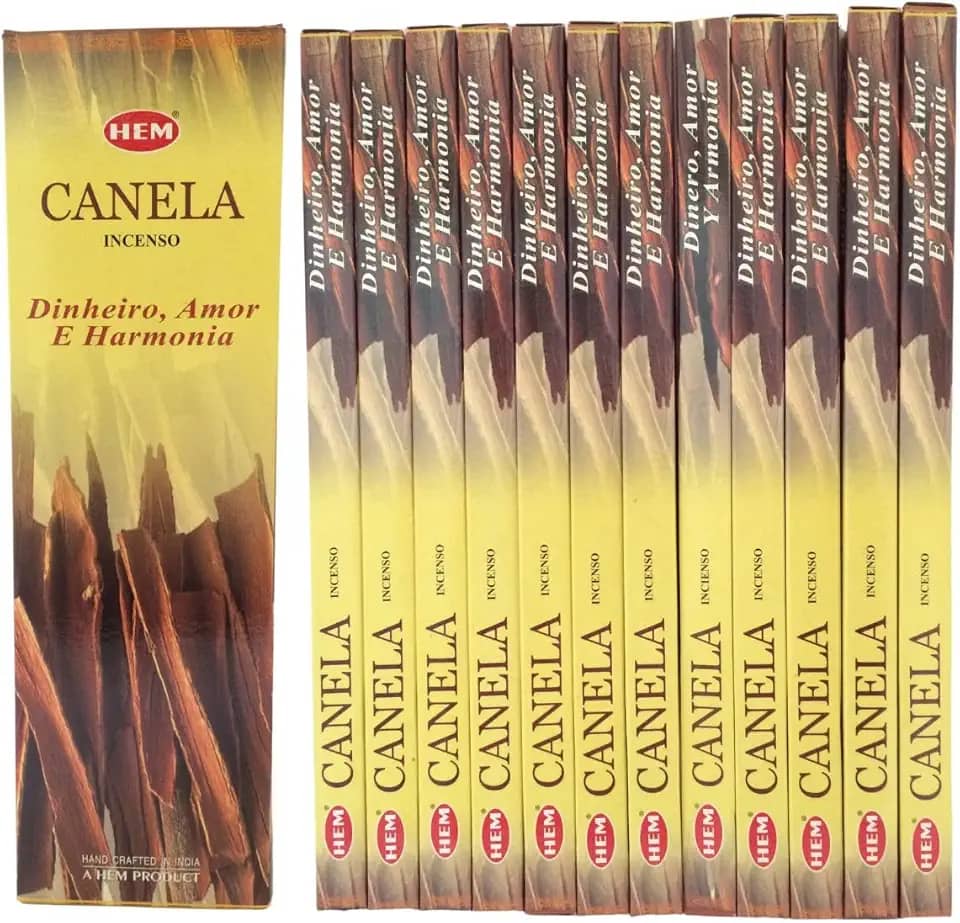 HEM®
CANELA
INCENSO
Dinheiro, Amor
E Harmonia
HAND CRAFTED IN INDIA
A HEM PRODUCT
Dinheiro, Amor
E Harmonia
INCENSO
CANELA
HEM
Dinheiro, Amor
E Harmonia
INCENSO
CANELA
HEM
Dinheiro, Amor
E Harmonia
INCENSO
CANELA
HEM
Dinheiro, Amor
E Harmonia
INCENSO
CANELA
HEM
Dinheiro, Amor
E Harmonia
INCENSO
CANELA
HEM
Dinheiro, Amor
E Harmonia
INCENSO
CANELA
HEM
Dinheiro, Amor
E Harmonia
INCENSO
CANELA
HEM
Dinero, Amor
Y Armonia
INCIENSO
CANELA
HEM
Dinheiro, Amor
E Harmonia
INCENSO
CANELA
HEM
Dinheiro, Amor
E Harmonia
INCENSO
CANELA
HEM
Dinheiro, Amor
E Harmonia
INCENSO
CANELA
HEM
Dinheiro, Amor
E Harmonia
INCENSO
CANELA
HEM